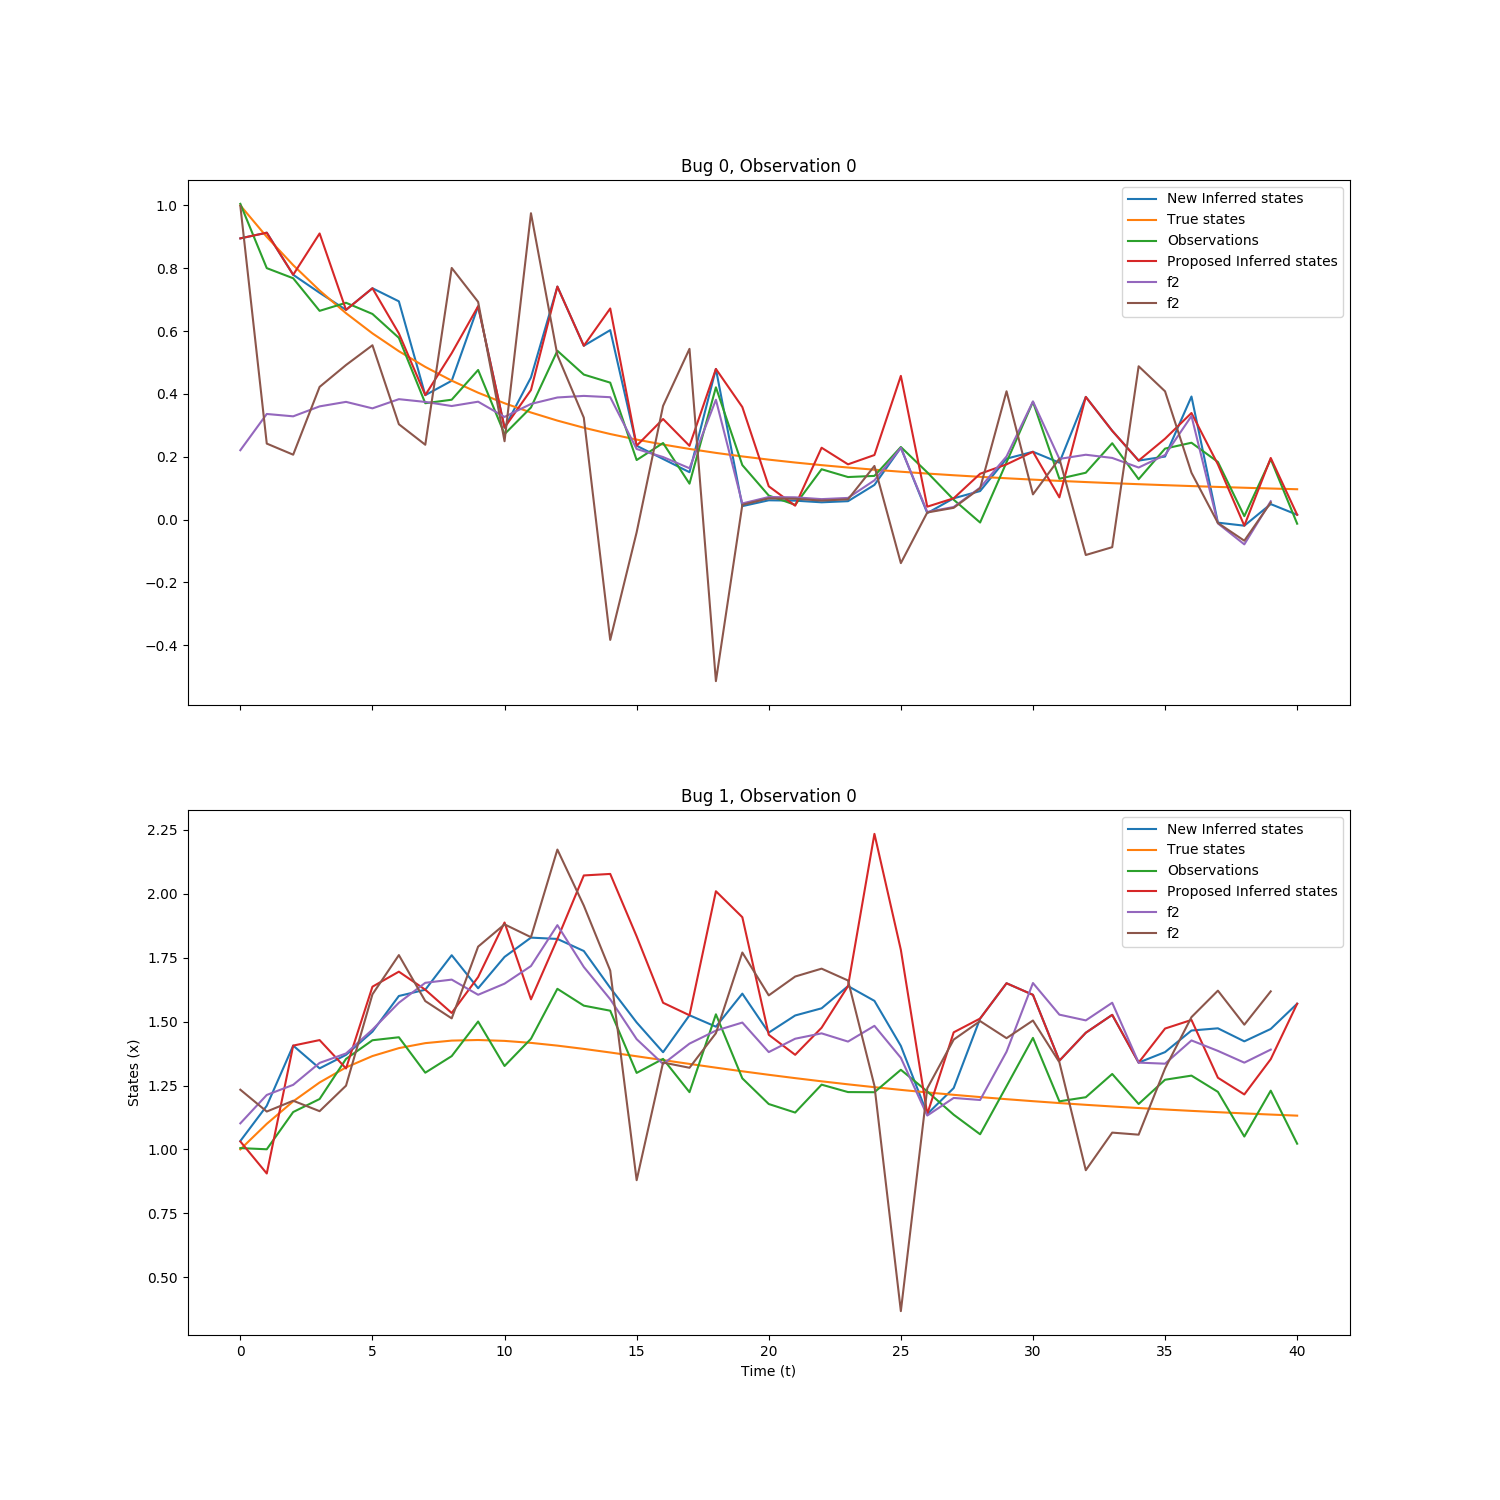 Bug 0, Observation 0
1.0
0.8
0.6
0.4
0.2
0.0
−0.2
−0.4
New Inferred states
True states
Observations
Proposed Inferred states
f2
f2
Bug 1, Observation 0
States (x)
2.25
2.00
1.75
1.50
1.25
1.00
0.75
0.50
New Inferred states
True states
Observations
Proposed Inferred states
f2
f2
0 5 10 15 20 25 30 35 40
Time (t)